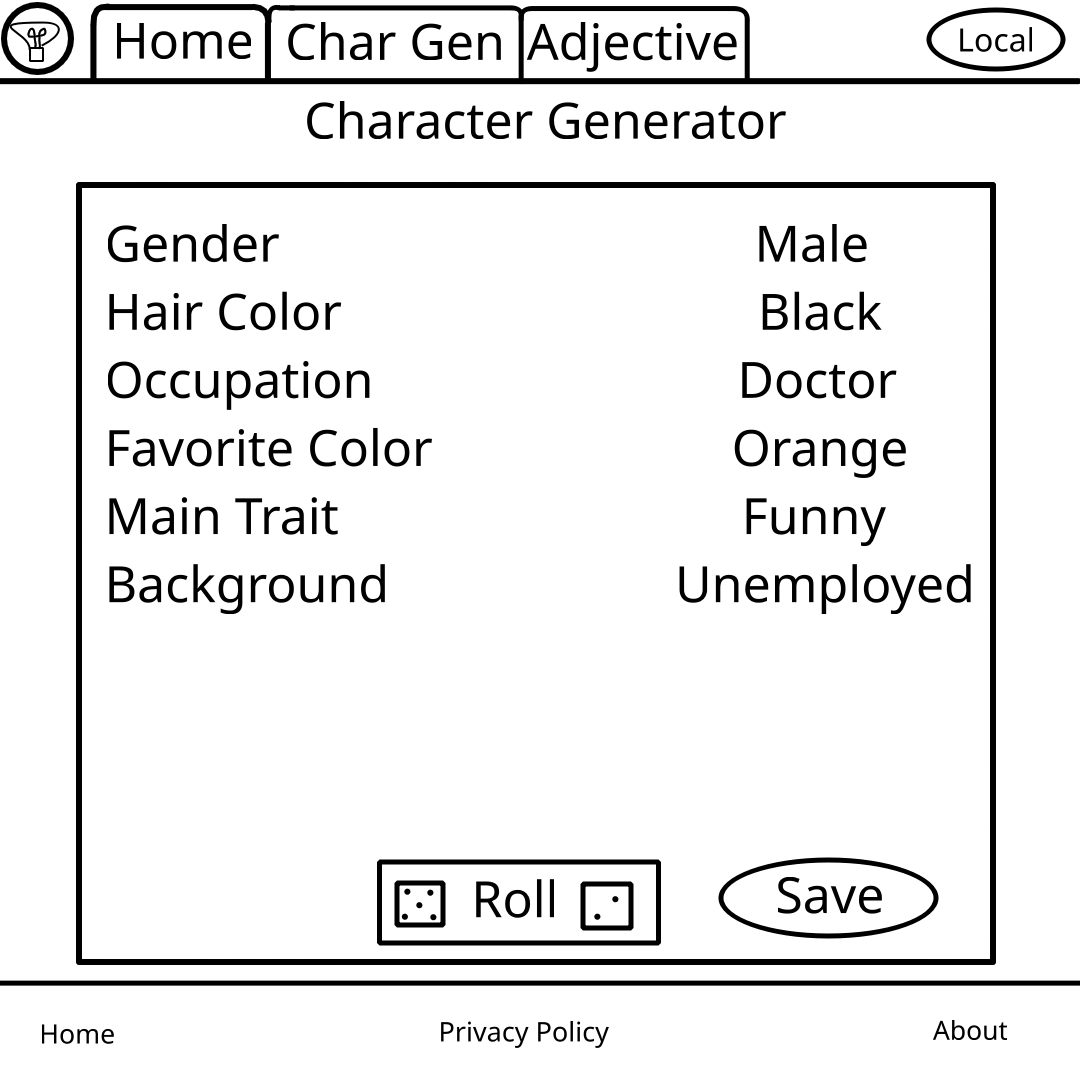 Home Char Gen Adjective Local
Character Generator
Gender Male
Hair Color Black
Occupation Doctor
Favorite Color Orange
Main Trait Funny
Background Unemployed
Roll Save
Home Privacy Policy About